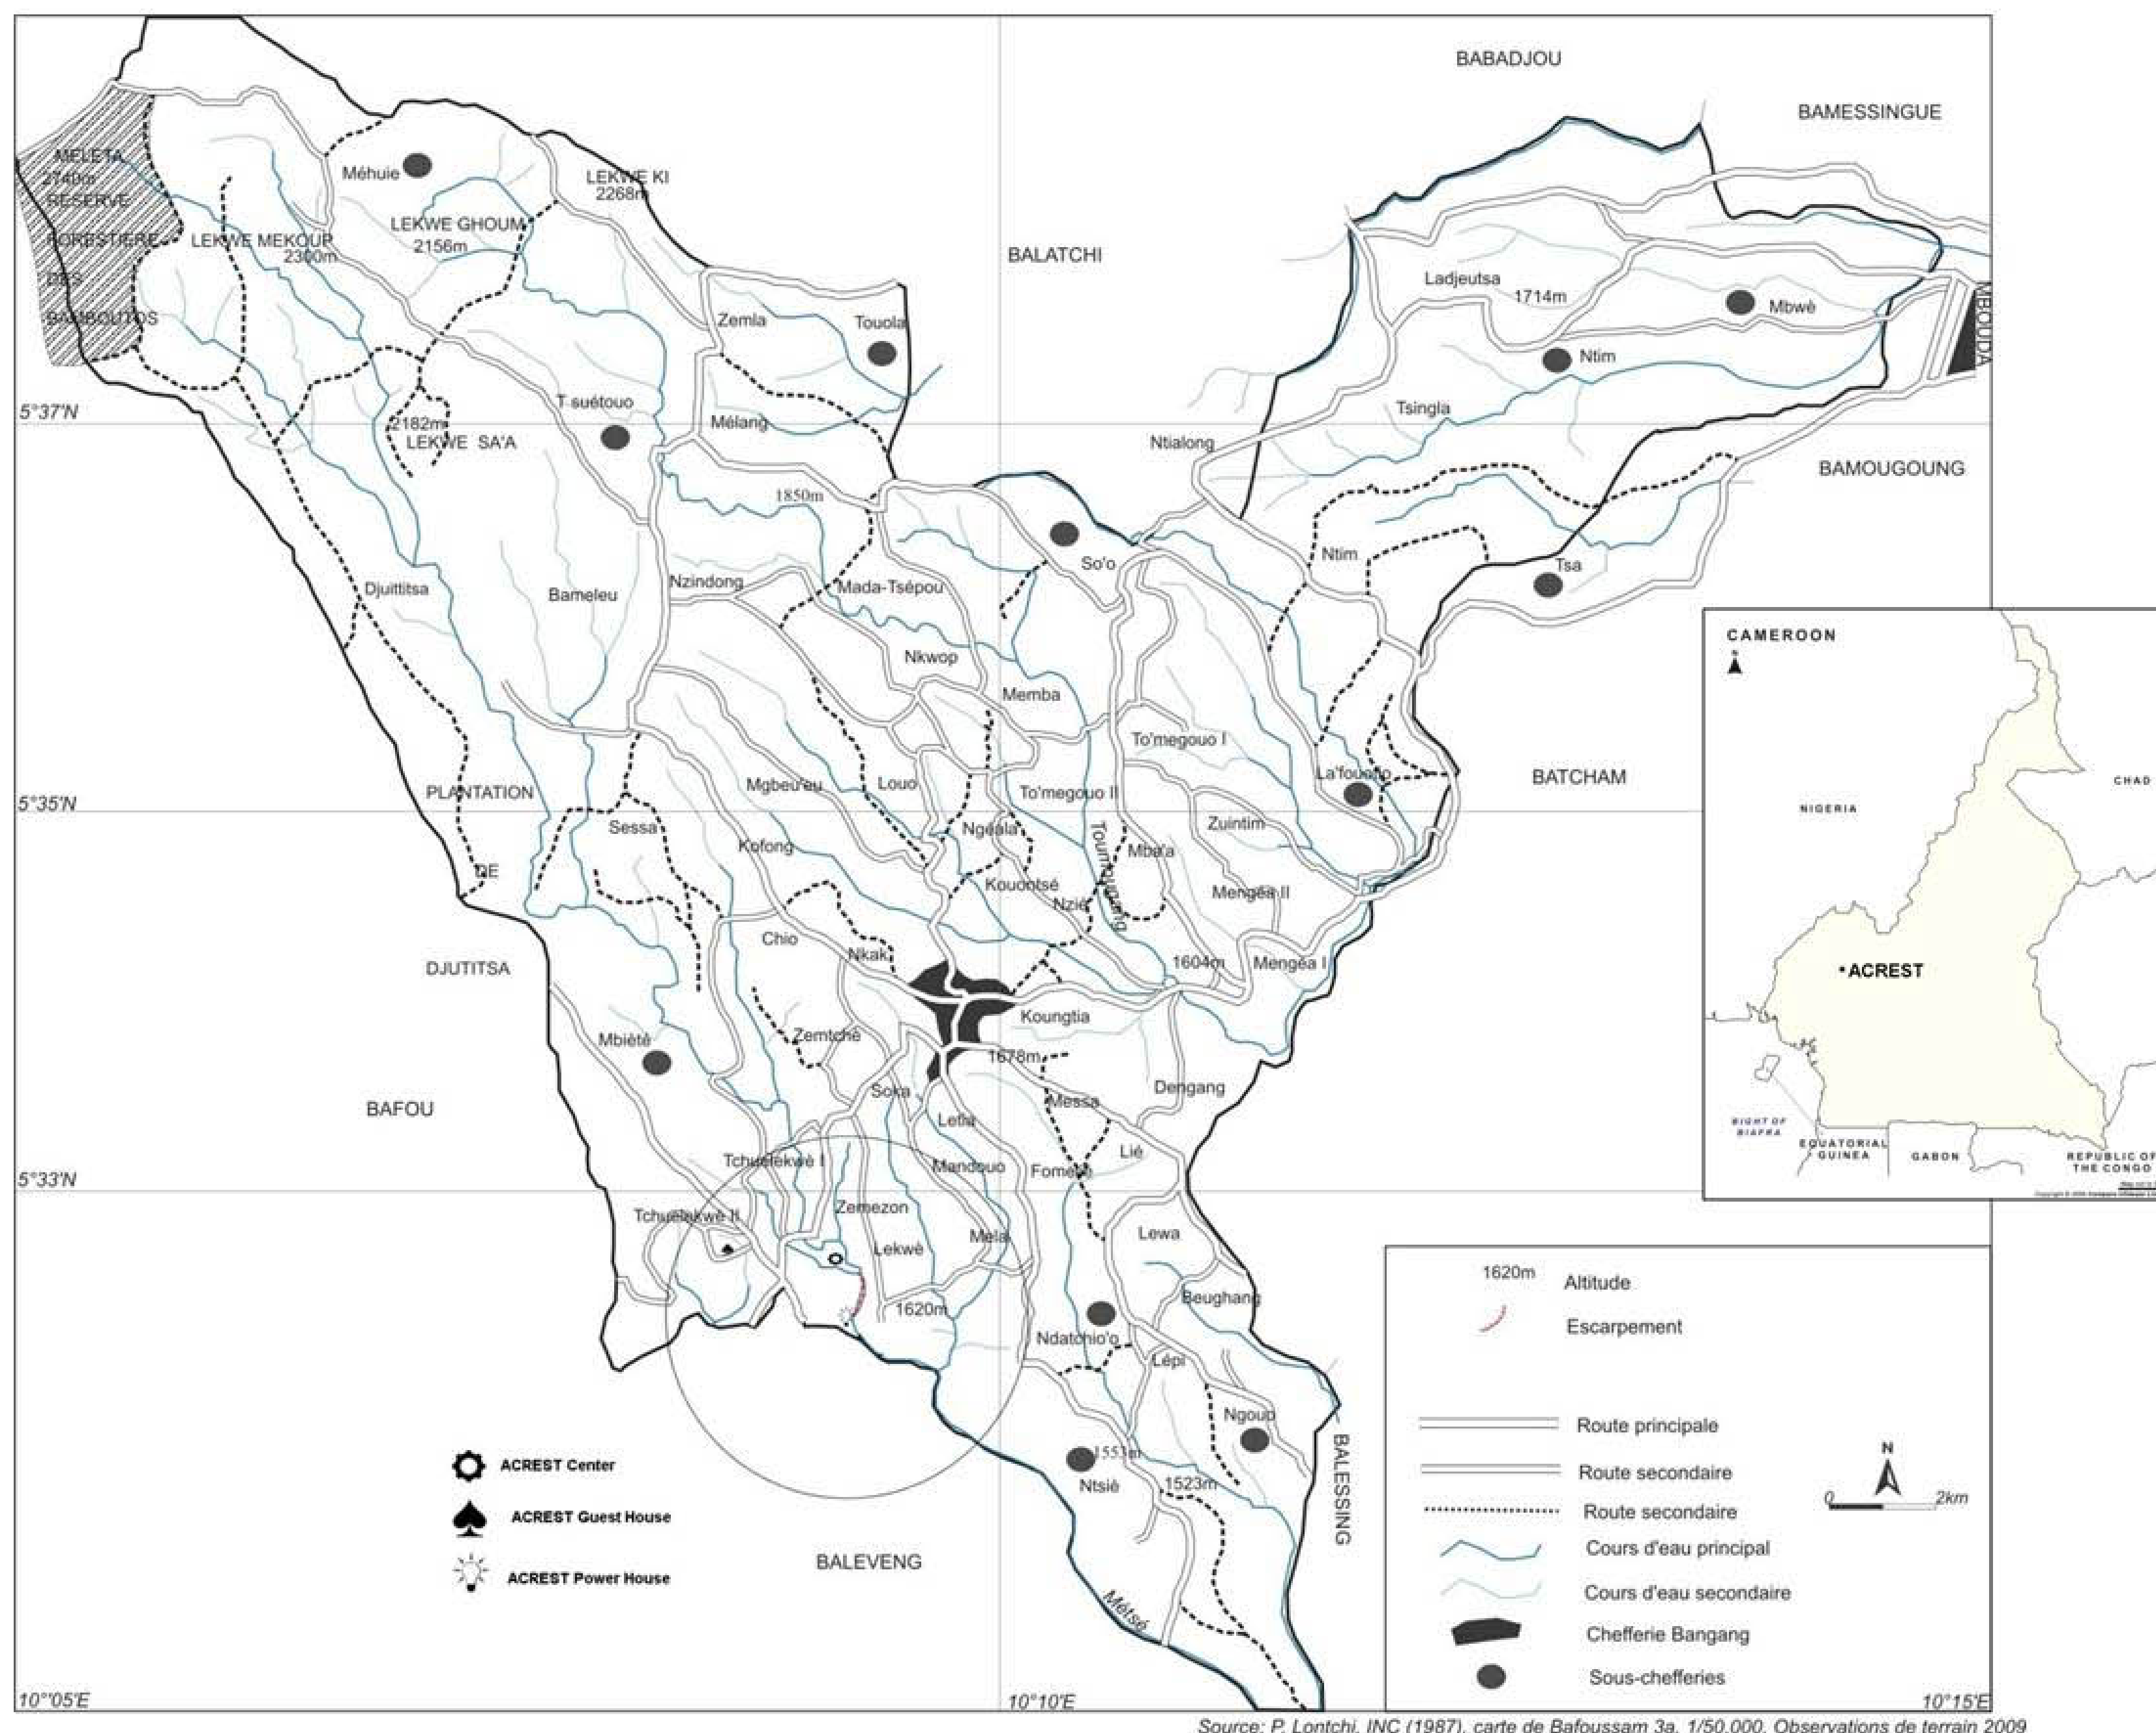 BABADJOU
BAMESSINGUE
MELETA
2740m
RESERVE
FORESTIERE
DES
BAMBOUTOS
Méhuie
LEKWE KI
2268m
LEKWE GHOUM
2156m
LEKWE MEKOUP
2300m
BALATCHI
Ladjeutsa
1714m
Mbwè
MBOUDA
Zemla
Touola
Ntim
5°37'N
T suétouo
Mélang
2182m
LEKWE SA'A
Tsingla
Ntialong
BAMOUGOUNG
1850m
So'o
Ntim
Tsa
Djuittitsa
Bameleu
Nzindong
Mada-Tsépou
Nkwop
Memba
To'megouo I
PLANTATION
Mgbeu'eu
Louo
To'megouo II
La'fouotto
BATCHAM
5°35'N
Sessa
Kofong
Ngeala
Toumougang
Zuintim
Mba'a
DE
Kouontsé
Nzié
Mengéa II
Chio
Nkak
1604m
Mengéa I
DJUTITSA
Koungtia
Mbiètè
Zemtchè
1678m
Soka
Messa
Dengang
BAFOU
Letia
Lié
Tchuelekwè I
Mandouo
5°33'N
Tchuelekwè II
Zemezon
Lekwè
Mela
Lewa
1620m
Beughang
Ndatchio'o
Lépi
Ngoup
1553m
Ntsiè
1523m
BALESSING
BALEVENG
Métsé
ACREST Center
ACREST Guest House
ACREST Power House
CAMEROON
N
CHAD
NIGERIA
ACREST
BIGHT OF
BIAFRA
EQUATORIAL
GUINEA
GABON
REPUBLIC OF
THE CONGO
1620m
Altitude
Escarpement
Route principale
Route secondaire
Route secondaire
Cours d'eau principal
Cours d'eau secondaire
Chefferie Bangang
Sous-chefferies
N
0 2km
10°'05'E
10°10'E
10°15'E
Source: P. Lontchi, INC (1987), carte de Bafoussam 3a, 1/50.000, Observations de terrain 2009